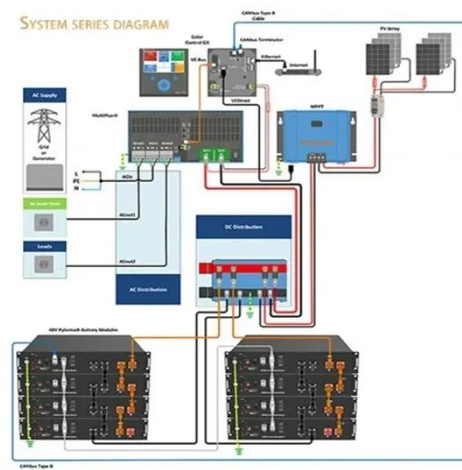 SYSTEM SERIES DIAGRAM
CANbus Type B
Cable
Color
Control GX
CANbus Terminator
PV Array
VE Bus
Ethernet
Internet
AC Supply
Grid
or
Generator
MultiPlus-II
VE.Direct
MPPT
L
PE
N
ACin
ACout1
Loads
ACout2
AC Distribution
DC Distribution
48V Pylontech Battery Modules
CANbus Type B